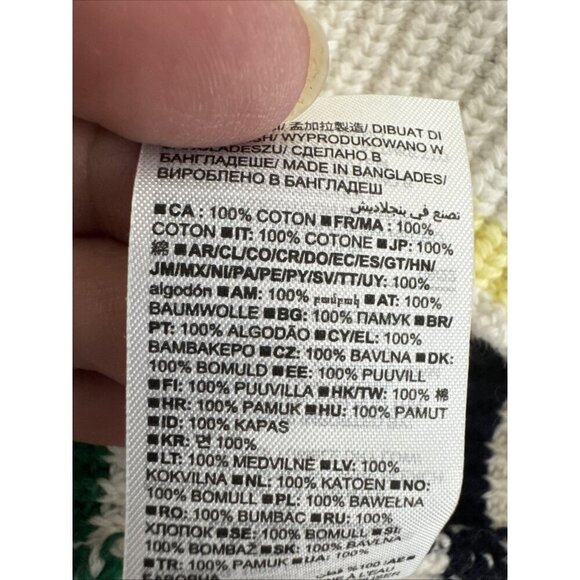 孟加拉製造/ DIBUAT DI
WYPRODUKOWANO W
СДЕЛАНО В
БАНГЛАДЕШЕ/ MADE IN BANGLADES/
ВИРОБЛЕНО В БАНГЛАДЕШ
تصنع في بنجلاديش
■CA : 100% COTON ■FR/MA : 100%
COTON ■IT: 100% COTONE ■JP: 100%
綿 ■AR/CL/CO/CR/DO/EC/ES/GT/HN/
JM/MX/NI/PA/PE/PY/SV/TT/UY: 100%
algodón ■AM: 100% բամբակ ■AT: 100%
BAUMWOLLE ■BG: 100% ПАМУК ■BR/
PT: 100% ALGODÃO ■CY/EL: 100%
ΒΑΜΒΑΚΕΡΟ ■CZ: 100% BAVLNA ■DK:
100% BOMULD ■EE: 100% PUUVILL
■FI: 100% PUUVILLA ■HK/TW: 100% 棉
■HR: 100% PAMUK ■HU: 100% PAMUT
■ID: 100% KAPAS
■KR: 면 100%
■LT: 100% MEDVILNĖ ■LV: 100%
KOKVILNA ■NL: 100% KATOEN ■NO:
100% BOMULL ■PL: 100% BAWEŁNA
■RO: 100% BUMBAC ■RU: 100%
ХЛОПОК ■SE: 100% BOMULL ■SI:
100% BOMBAŽ ■SK: 100% BAVLNA
■TR: 100% PAMUK ■UA: 100%